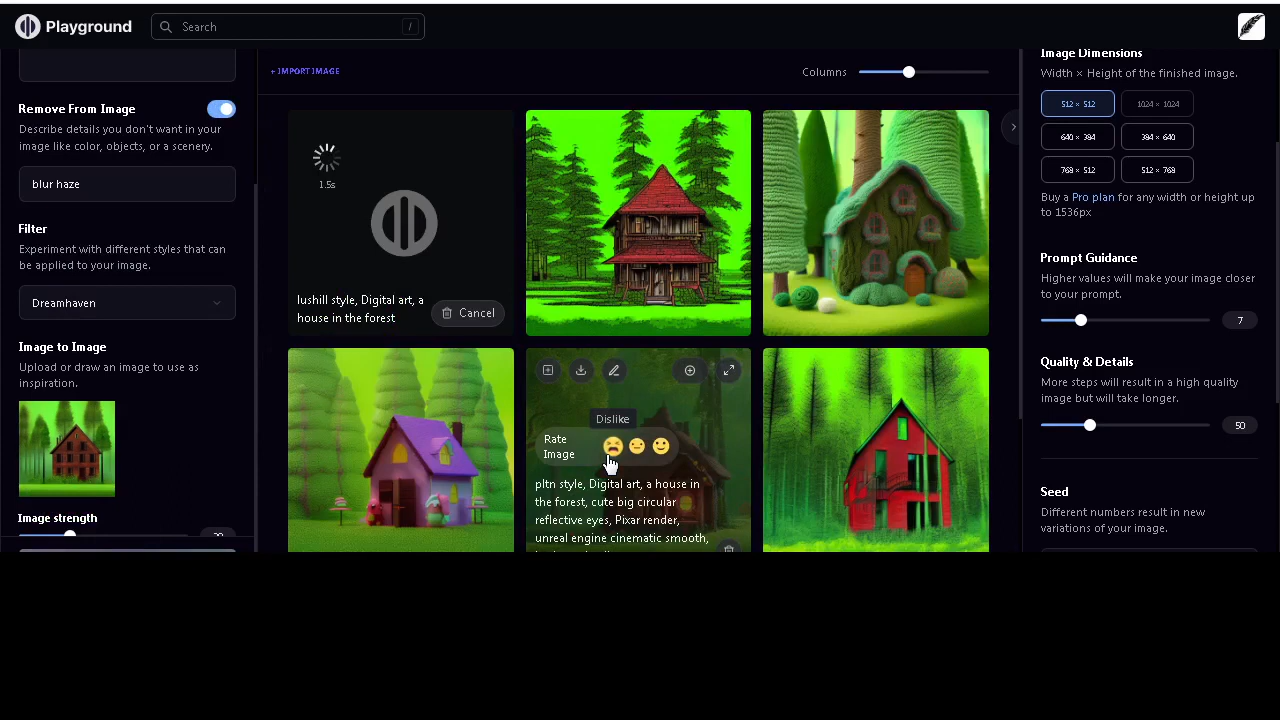 Playground
Search
/
Remove From Image
Describe details you don't want in your
image like color, objects, or a scenery.
blur haze
Filter
Experiment with different styles that can
be applied to your image.
Dreamhaven
Image to Image
Upload or draw an image to use as
inspiration.
Image strength
+ IMPORT IMAGE
Columns
1.5s
lushill style, Digital art, a
house in the forest
Cancel
Dislike
Rate
Image
pltn style, Digital art, a house in
the forest, cute big circular
reflective eyes, Pixar render,
unreal engine cinematic smooth,
Image Dimensions
Width × Height of the finished image.
512 × 512
1024 × 1024
640 × 384
384 × 640
768 × 512
512 × 768
Buy a Pro plan for any width or height up
to 1536px
Prompt Guidance
Higher values will make your image closer
to your prompt.
7
Quality & Details
More steps will result in a high quality
image but will take longer.
50
Seed
Different numbers result in new
variations of your image.